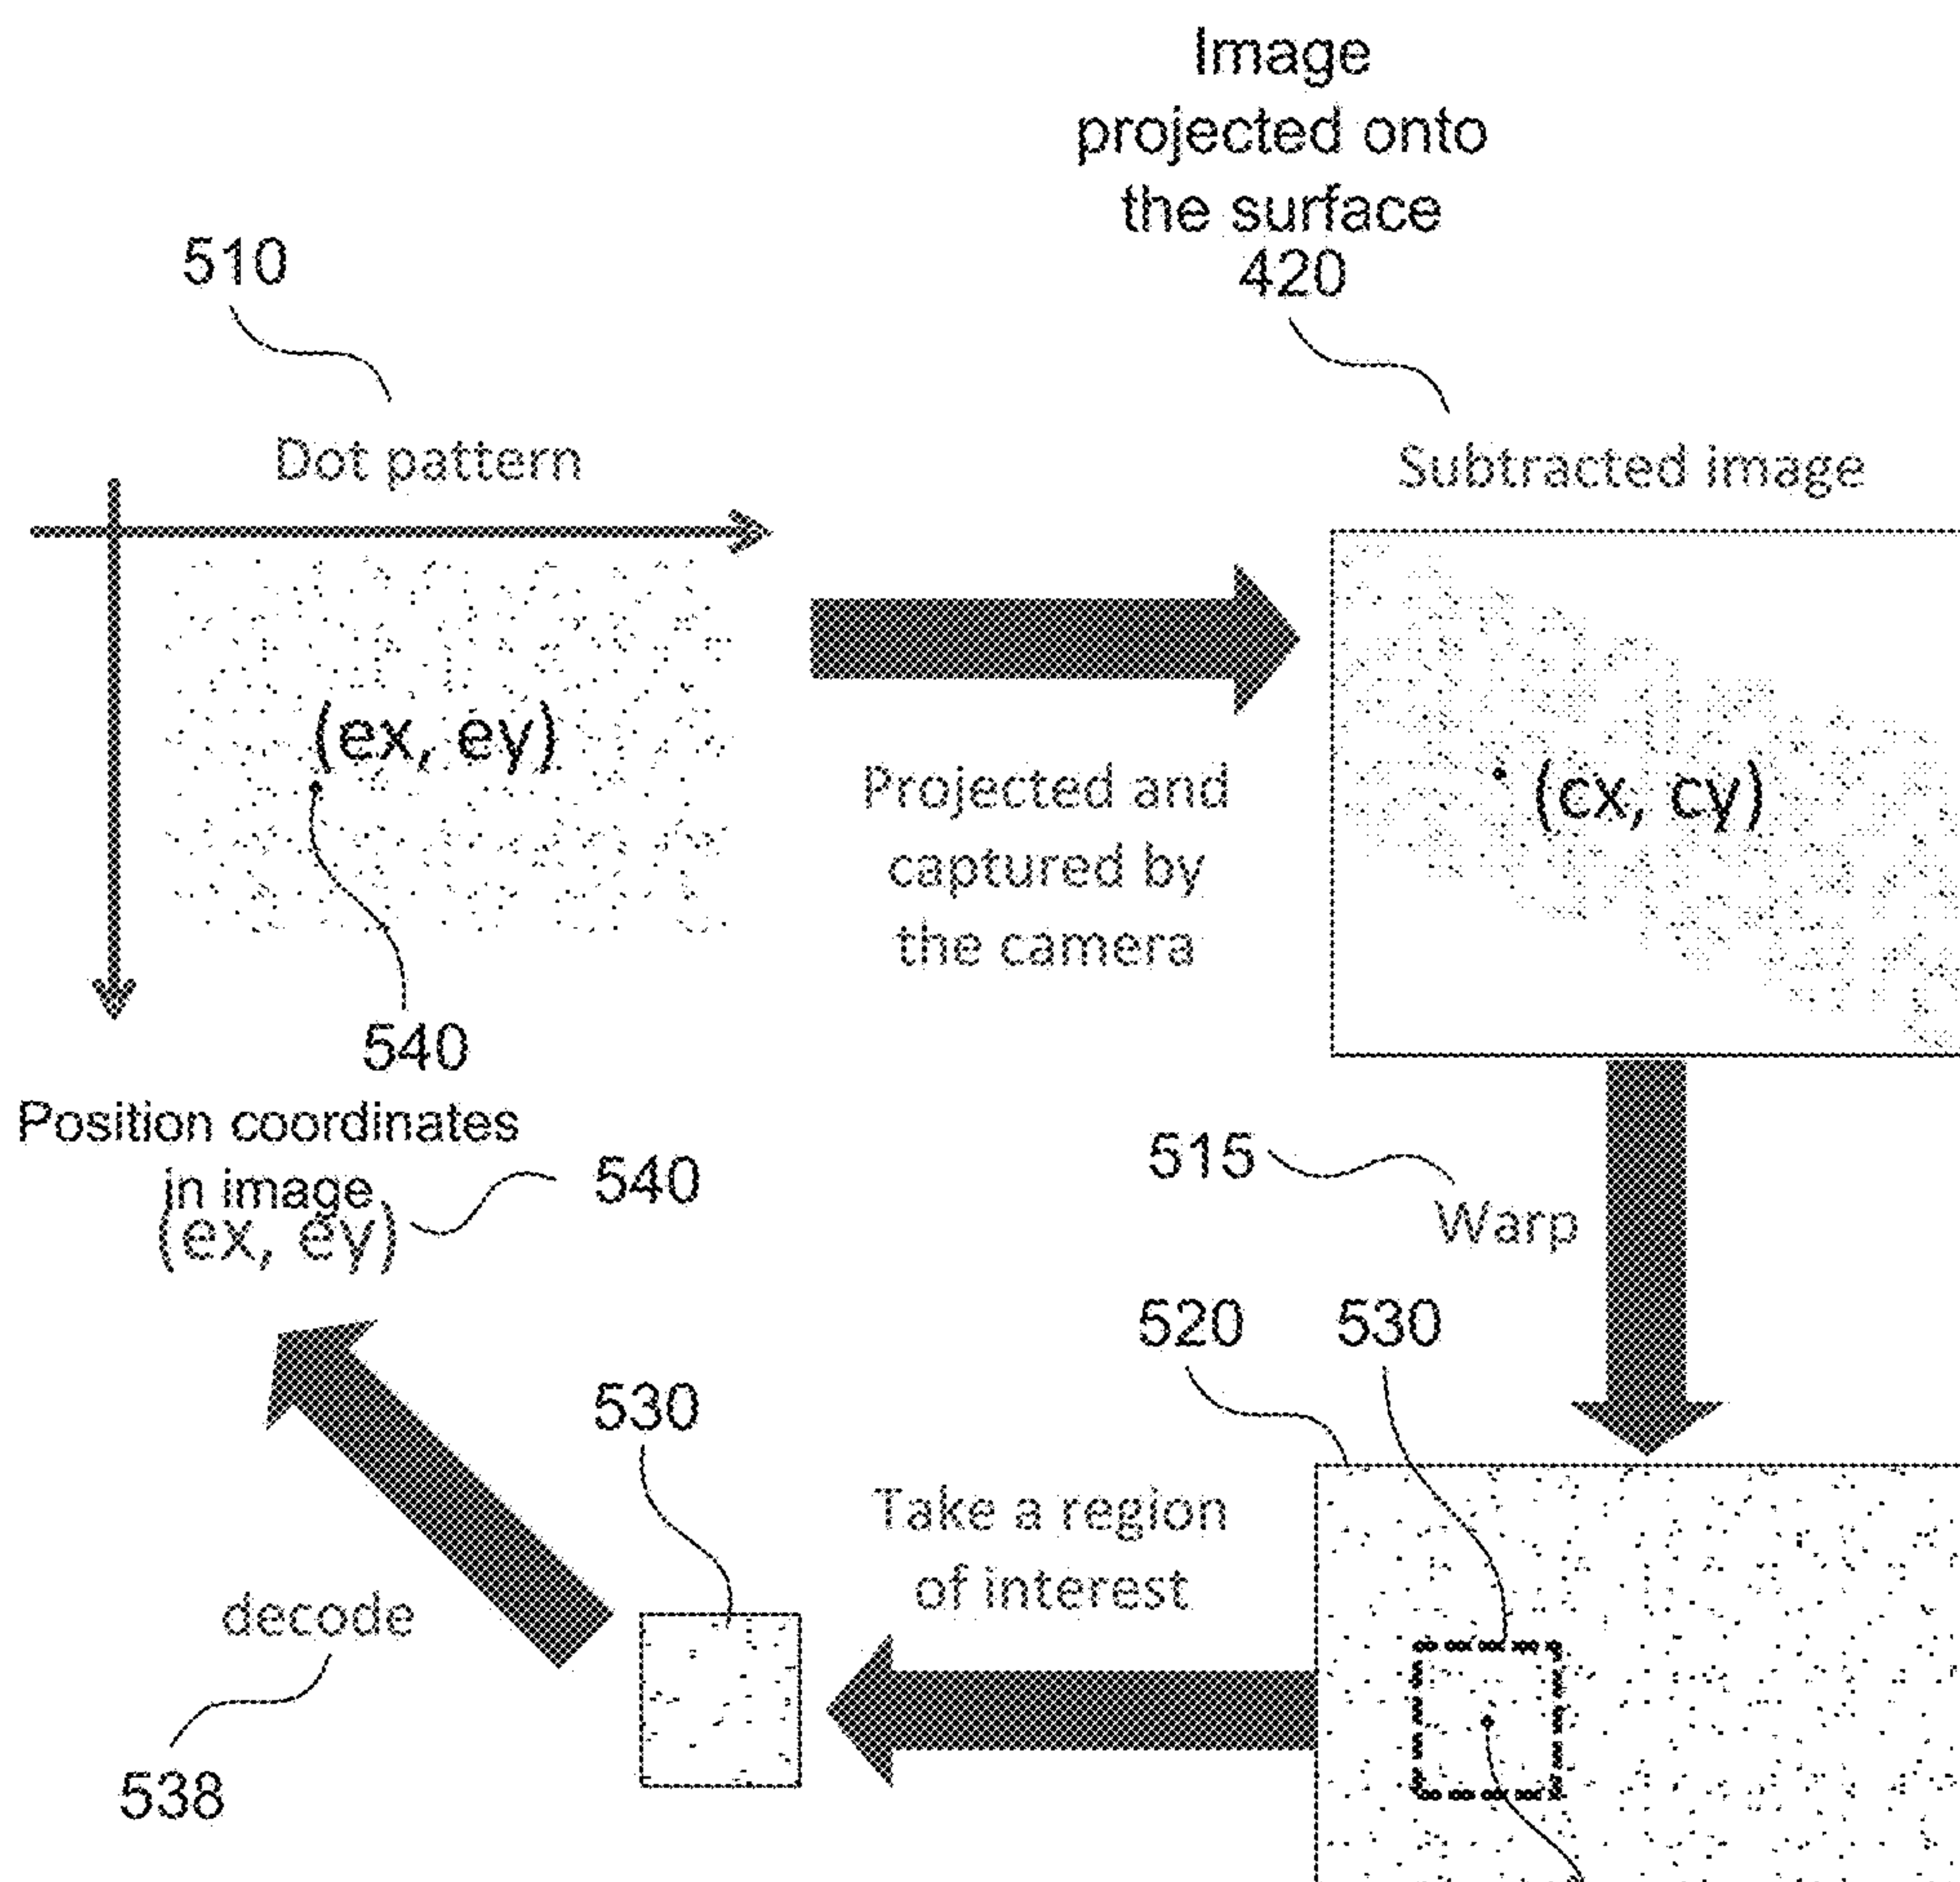 Image
projected onto
the surface
420
510
Dot pattern
Subtracted image
(ex, ey)
(cx, cy)
Projected and
captured by
the camera
540
Position coordinates
in image
(ex, ey)
540
515
Warp
520
530
530
Take a region
of interest
decode
538